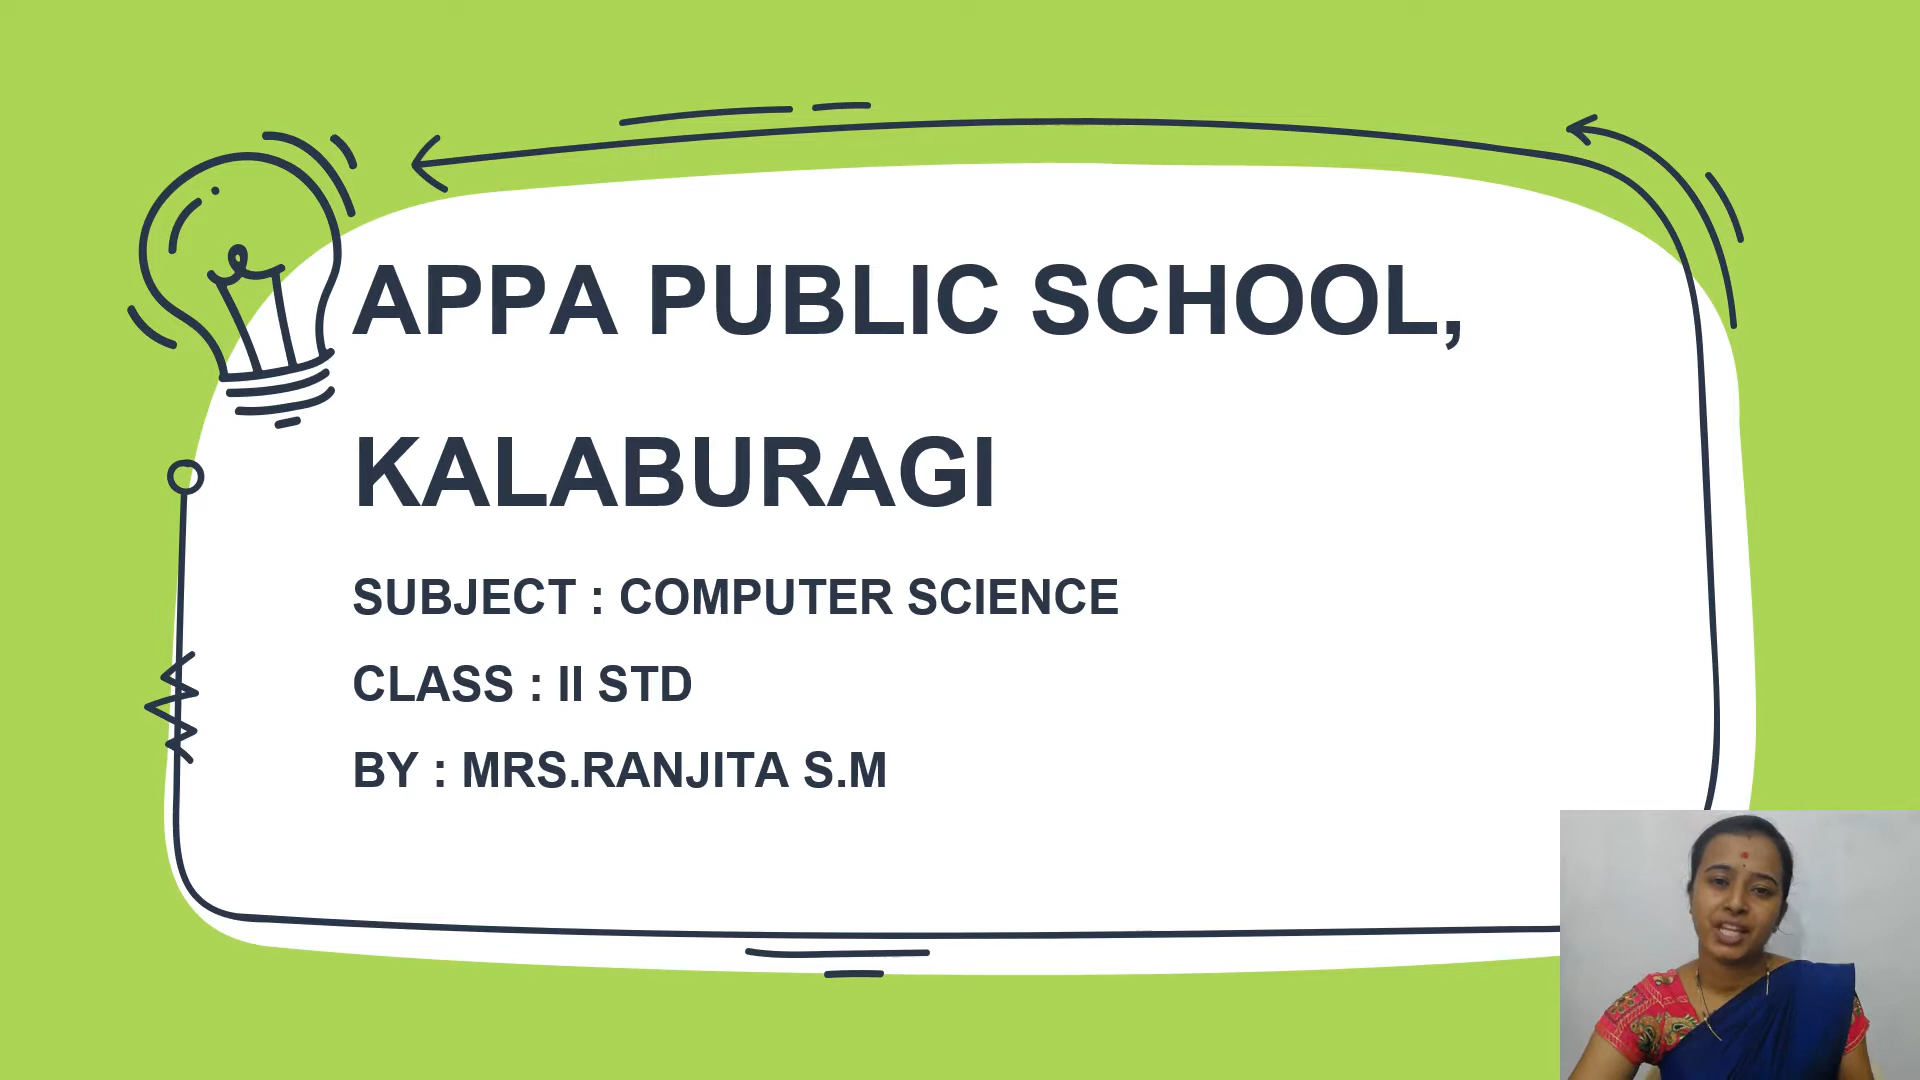 APPA PUBLIC SCHOOL,
KALABURAGI
SUBJECT : COMPUTER SCIENCE
CLASS : II STD
BY : MRS.RANJITA S.M